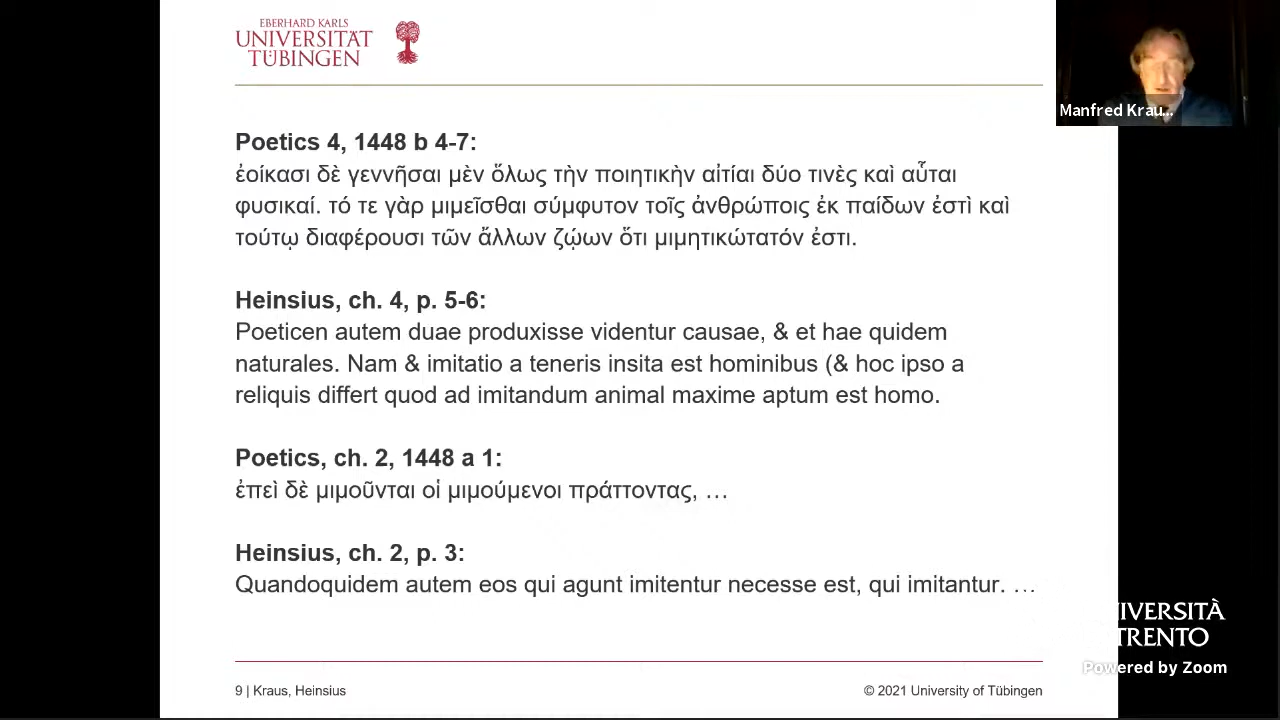 EBERHARD KARLS
UNIVERSITÄT
TÜBINGEN
Manfred Krau...
Poetics 4, 1448 b 4-7:
ἐοίκασι δὲ γεννῆσαι μὲν ὅλως τὴν ποιητικὴν αἰτίαι δύο τινὲς καὶ αὗται
φυσικαί. τό τε γὰρ μιμεῖσθαι σύμφυτον τοῖς ἀνθρώποις ἐκ παίδων ἐστὶ καὶ
τούτῳ διαφέρουσι τῶν ἄλλων ζῴων ὅτι μιμητικώτατόν ἐστι.
Heinsius, ch. 4, p. 5-6:
Poeticen autem duae produxisse videntur causae, & et hae quidem
naturales. Nam & imitatio a teneris insita est hominibus (& hoc ipso a
reliquis differt quod ad imitandum animal maxime aptum est homo.
Poetics, ch. 2, 1448 a 1:
ἐπεὶ δὲ μιμοῦνται οἱ μιμούμενοι πράττοντας, …
Heinsius, ch. 2, p. 3:
Quandoquidem autem eos qui agunt imitentur necesse est, qui imitantur. …
IVERSITÀ
TRENTO
Powered by Zoom
9 | Kraus, Heinsius
© 2021 University of Tübingen